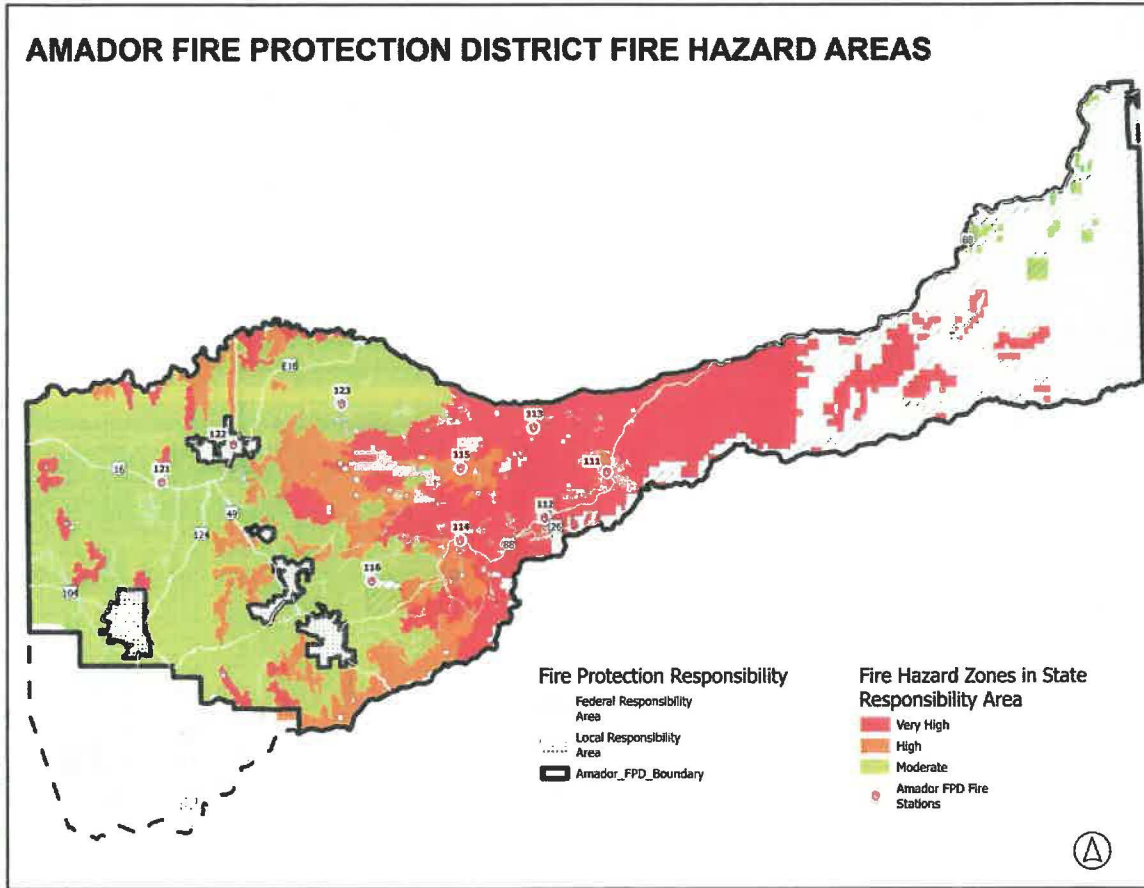 AMADOR FIRE PROTECTION DISTRICT FIRE HAZARD AREAS
88
E16
123
113
122
115
111
16
121
49
112
124
26
114
88
116
104
Fire Protection Responsibility
Federal Responsibility
Area
Local Responsibility
Area
Amador_FPD_Boundary
Fire Hazard Zones in State
Responsibility Area
Very High
High
Moderate
Amador FPD Fire
Stations